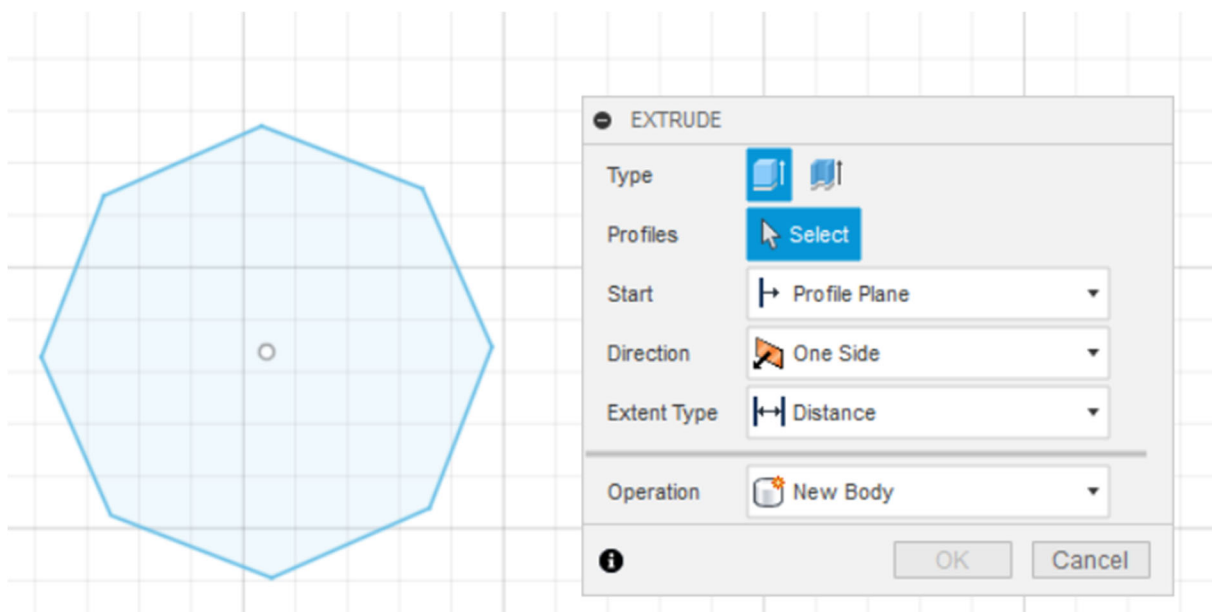 EXTRUDE
Type
Profiles Select
Start Profile Plane
Direction One Side
Extent Type Distance
Operation New Body
OK Cancel